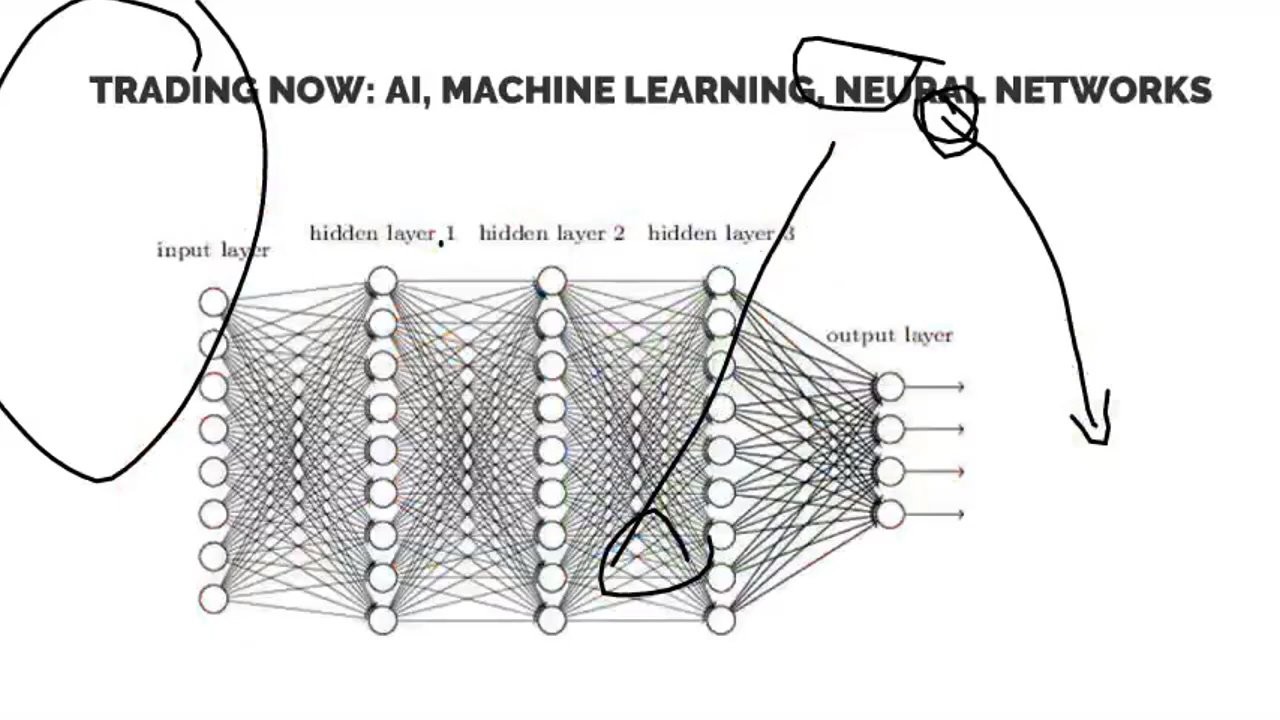 TRADING NOW: AI, MACHINE LEARNING, NEURAL NETWORKS
hidden layer 1 hidden layer 2 hidden layer 3
input layer
output layer